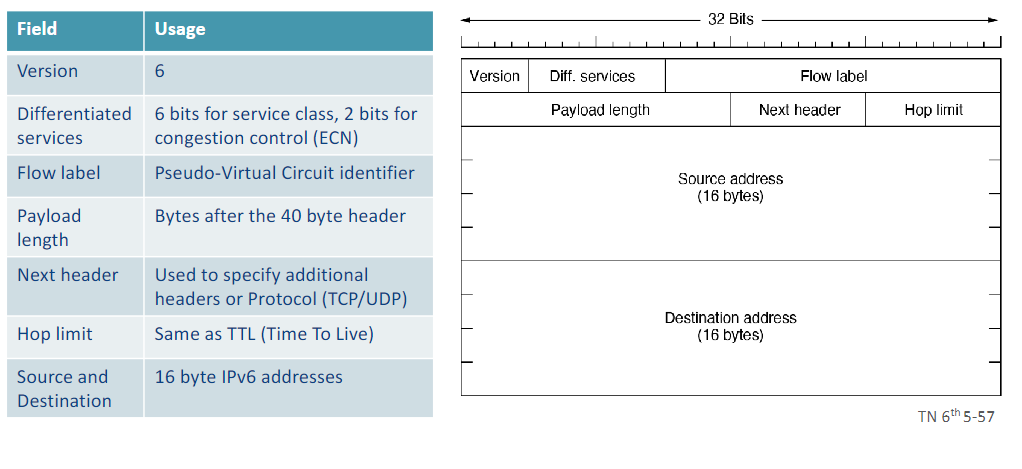 Field Usage
Version 6
Differentiated services 6 bits for service class, 2 bits for congestion control (ECN)
Flow label Pseudo-Virtual Circuit identifier
Payload length Bytes after the 40 byte header
Next header Used to specify additional headers or Protocol (TCP/UDP)
Hop limit Same as TTL (Time To Live)
Source and Destination 16 byte IPv6 addresses
32 Bits
Version Diff. services Flow label
Payload length Next header Hop limit
Source address
(16 bytes)
Destination address
(16 bytes)
TN 6th 5-57